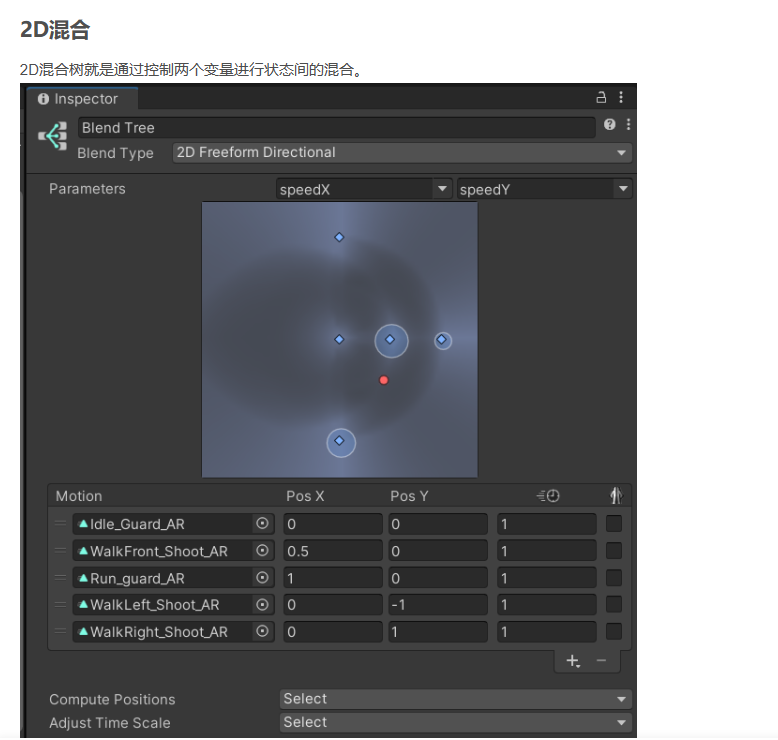 2D混合
2D混合树就是通过控制两个变量进行状态间的混合。
Inspector
Blend Tree
Blend Type 2D Freeform Directional
Parameters speedX speedY
Motion Pos X Pos Y
Idle_Guard_AR 0 0 1
WalkFront_Shoot_AR 0.5 0 1
Run_guard_AR 1 0 1
WalkLeft_Shoot_AR 0 -1 1
WalkRight_Shoot_AR 0 1 1
Compute Positions Select
Adjust Time Scale Select